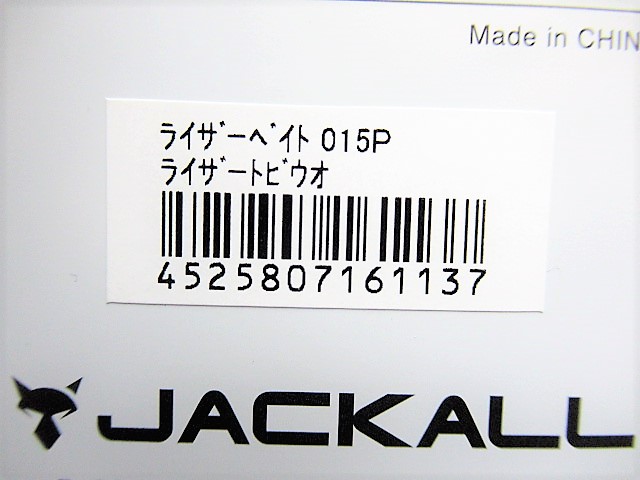 Made in CHIN
ﾗｲｻﾞｰﾍﾞｲﾄ 015P
ﾗｲｻﾞｰﾄﾋﾞｳｵ
4525807161137
JACKALL